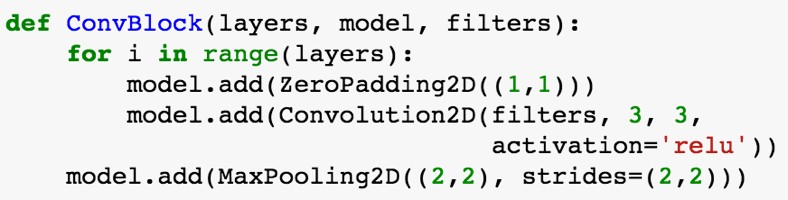 def ConvBlock(layers, model, filters):
    for i in range(layers):
        model.add(ZeroPadding2D((1,1)))
        model.add(Convolution2D(filters, 3, 3,
                                activation='relu'))
    model.add(MaxPooling2D((2,2), strides=(2,2)))